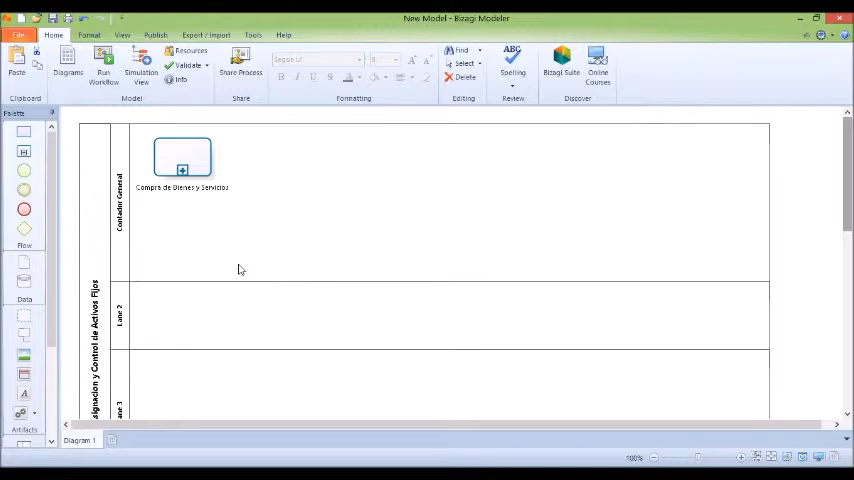 New Model - Bizagi Modeler
File Home Format View Publish Export / Import Tools Help
Paste
Diagrams
Run Workflow
Simulation View
Resources
Validate
Info
Share Process
Segoe UI 8
B I U
Find
Select
Delete
ABC
Spelling
Bizagi Suite
Online Courses
Clipboard Model Share Formatting Editing Review Discover
Palette
Flow
Data
A
Artifacts
signacion y Control de Activos Fijos
Contador General
Compra de Bienes y Servicios
Lane 2
ane 3
Diagram 1
100%